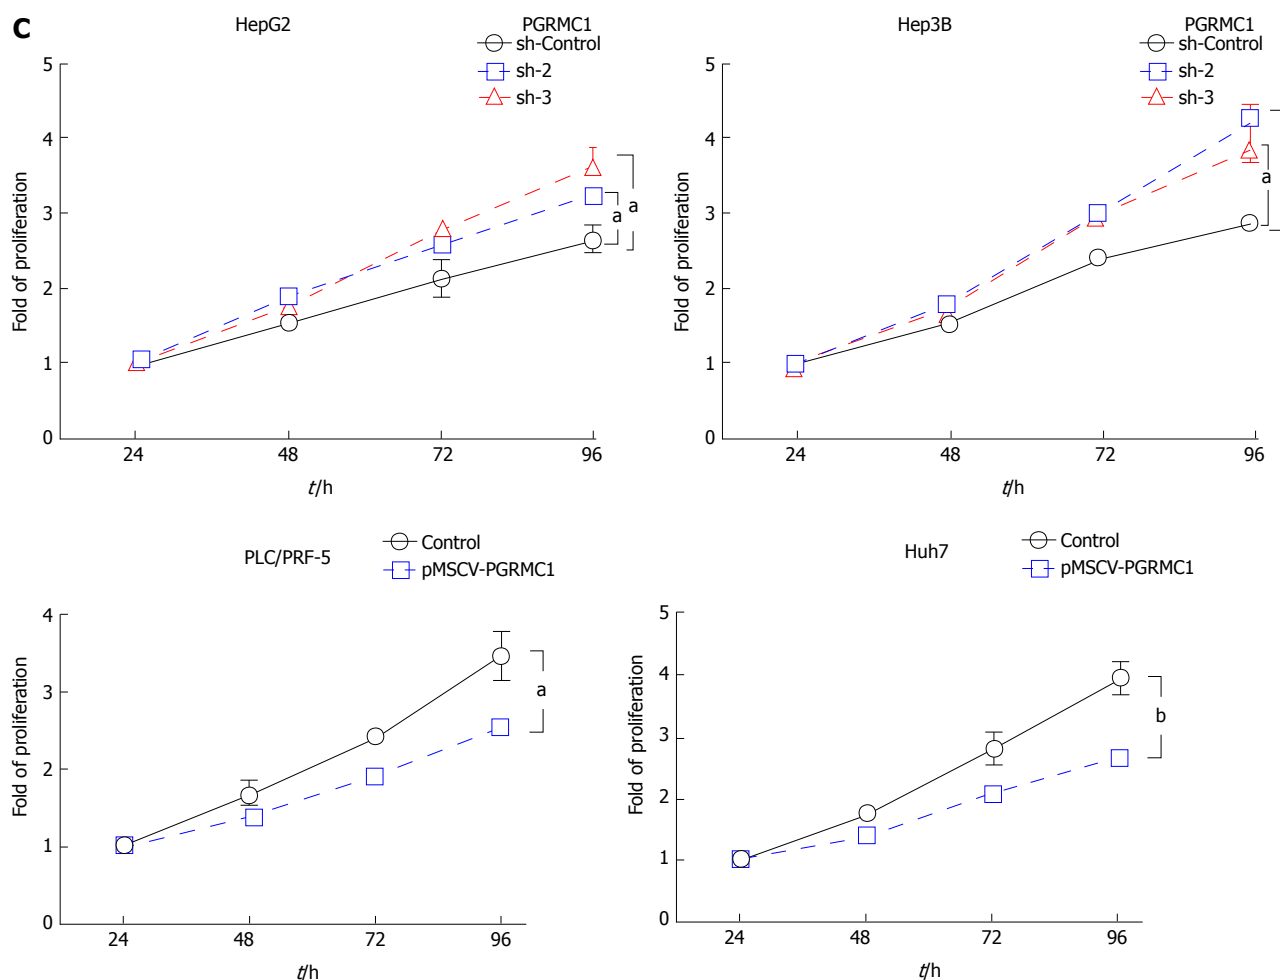 C
HepG2
PGRMC1
sh-Control
sh-2
sh-3
5
4
3
2
1
0
Fold of proliferation
a
a
24 48 72 96
t/h
Hep3B
PGRMC1
sh-Control
sh-2
sh-3
5
4
3
2
1
0
Fold of proliferation
a
24 48 72 96
t/h
PLC/PRF-5
Control
pMSCV-PGRMC1
4
3
2
1
0
Fold of proliferation
a
24 48 72 96
t/h
Huh7
Control
pMSCV-PGRMC1
5
4
3
2
1
0
Fold of proliferation
b
24 48 72 96
t/h